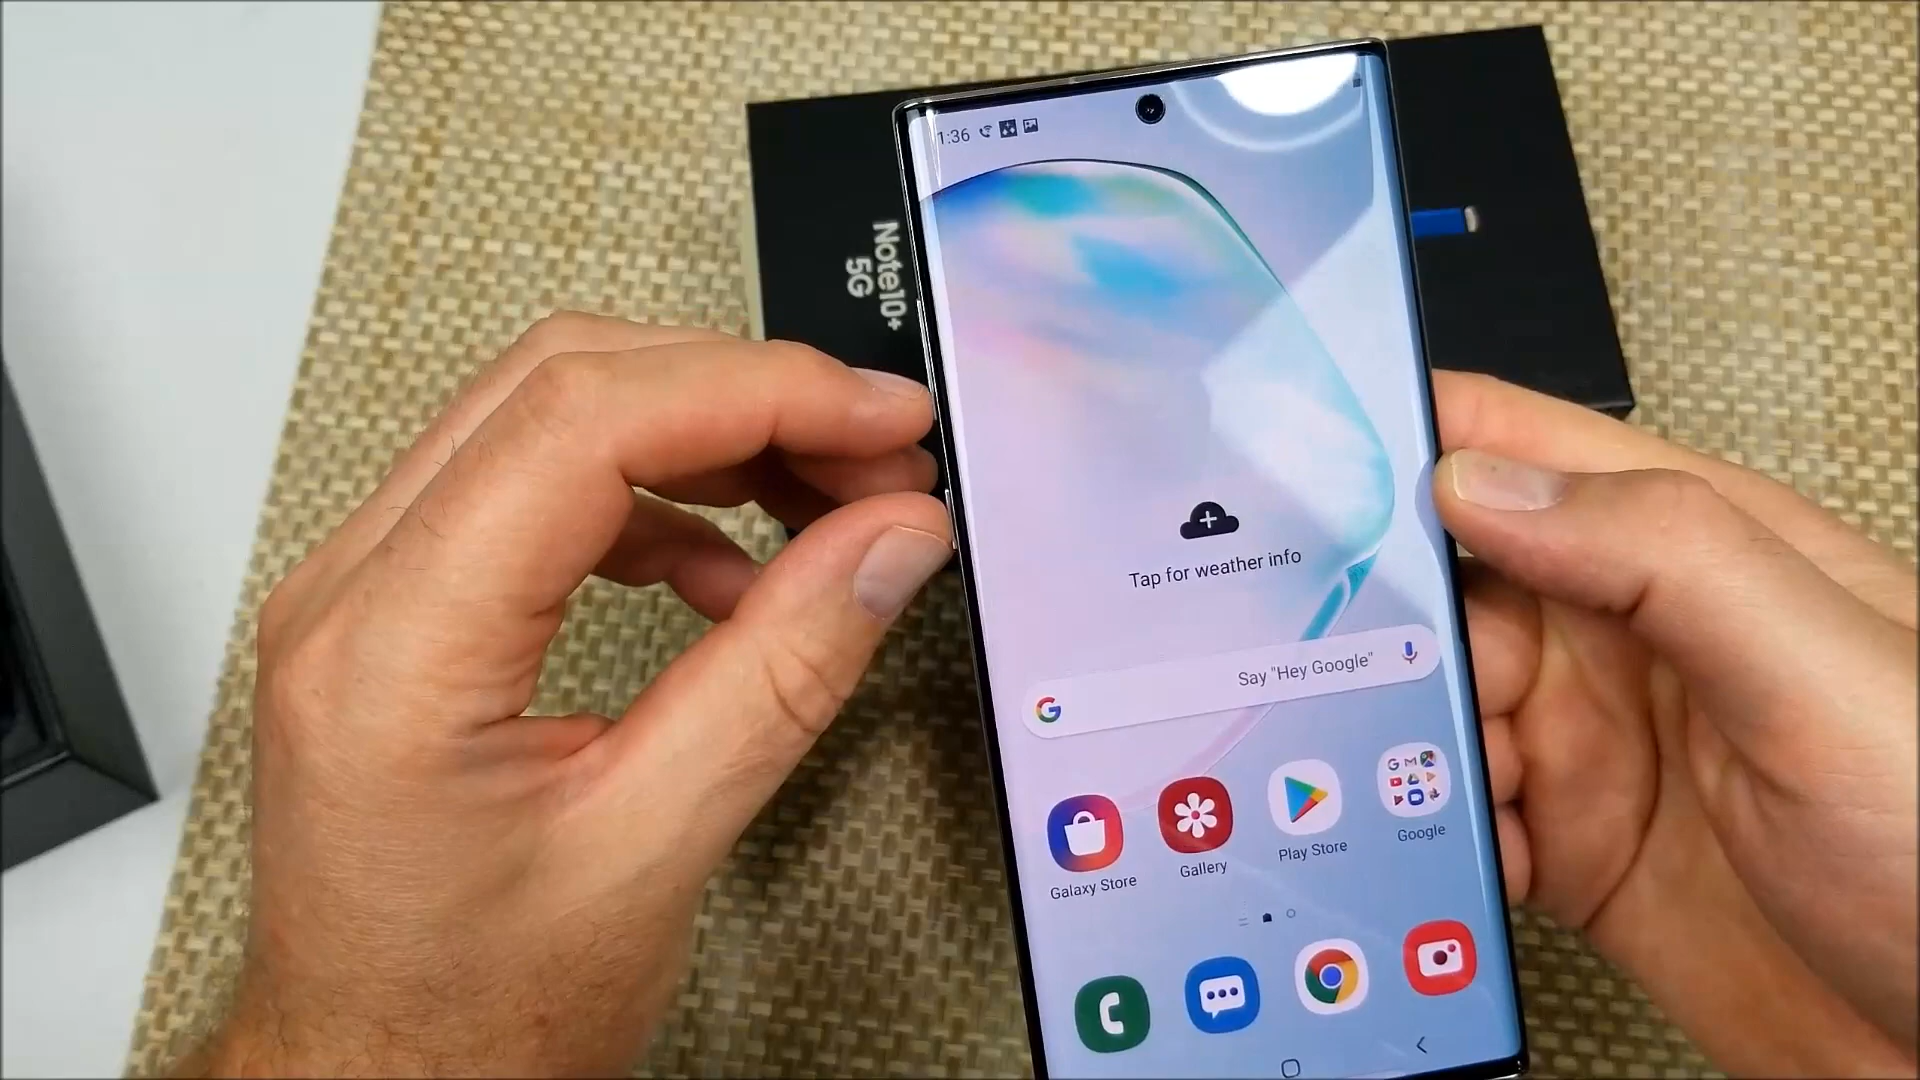 1:36
Note10+
5G
Tap for weather info
Say "Hey Google"
Galaxy Store
Gallery
Play Store
Google